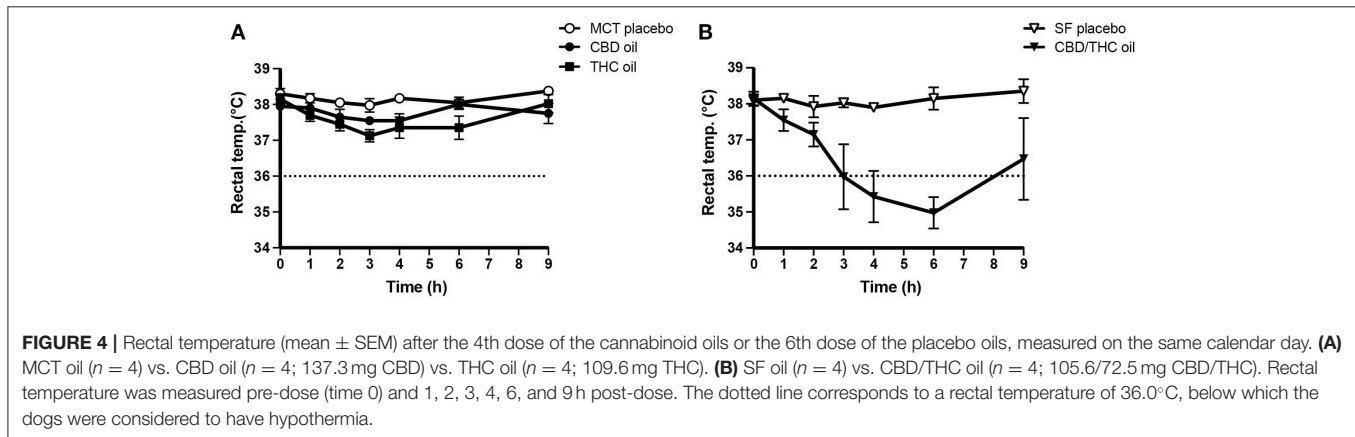 A
MCT placebo
CBD oil
THC oil
Rectal temp.(°C)
39
38
37
36
35
34
0 1 2 3 4 5 6 7 8 9
Time (h)
B
SF placebo
CBD/THC oil
Rectal temp. (°C)
39
38
37
36
35
34
0 1 2 3 4 5 6 7 8 9
Time (h)
FIGURE 4 | Rectal temperature (mean ± SEM) after the 4th dose of the cannabinoid oils or the 6th dose of the placebo oils, measured on the same calendar day. (A)
MCT oil (n = 4) vs. CBD oil (n = 4; 137.3 mg CBD) vs. THC oil (n = 4; 109.6 mg THC). (B) SF oil (n = 4) vs. CBD/THC oil (n = 4; 105.6/72.5 mg CBD/THC). Rectal
temperature was measured pre-dose (time 0) and 1, 2, 3, 4, 6, and 9 h post-dose. The dotted line corresponds to a rectal temperature of 36.0°C, below which the
dogs were considered to have hypothermia.